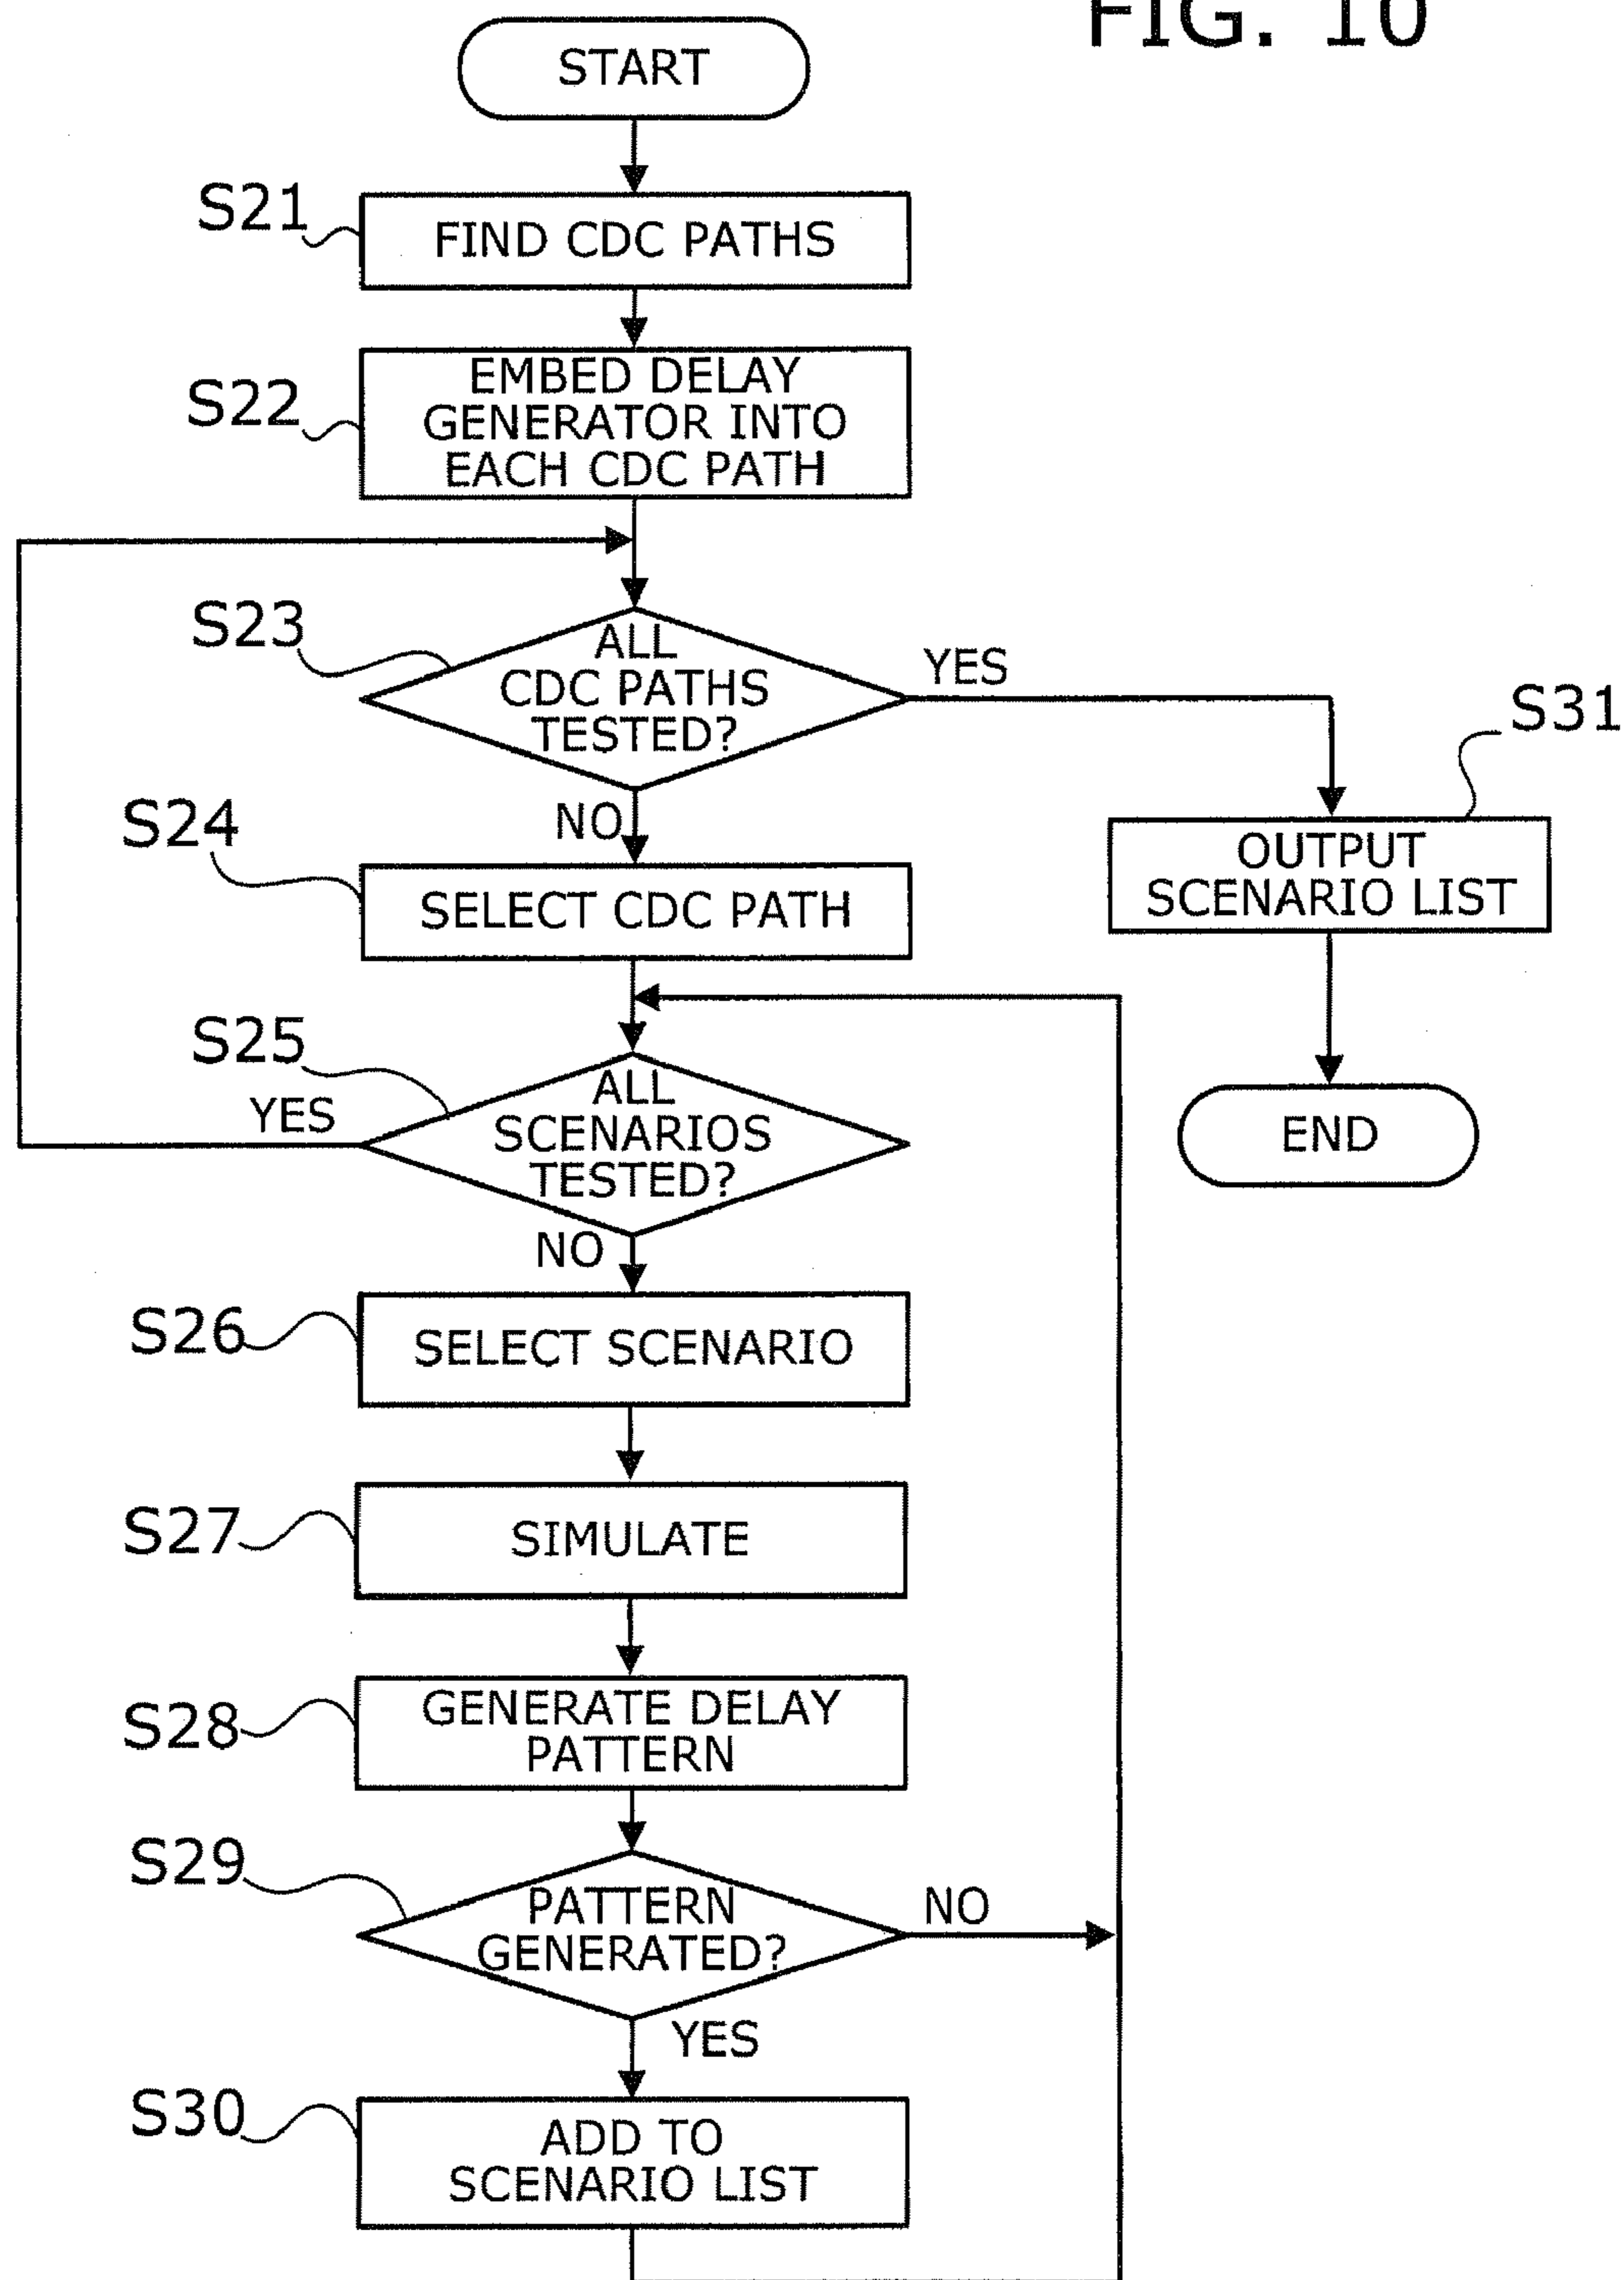 FIG. 10
START
S21
FIND CDC PATHS
S22
EMBED DELAY
GENERATOR INTO
EACH CDC PATH
S23
ALL
CDC PATHS
TESTED?
YES
NO
S31
OUTPUT
SCENARIO LIST
END
S24
SELECT CDC PATH
S25
ALL
SCENARIOS
TESTED?
YES
NO
S26
SELECT SCENARIO
S27
SIMULATE
S28
GENERATE DELAY
PATTERN
S29
PATTERN
GENERATED?
NO
YES
S30
ADD TO
SCENARIO LIST